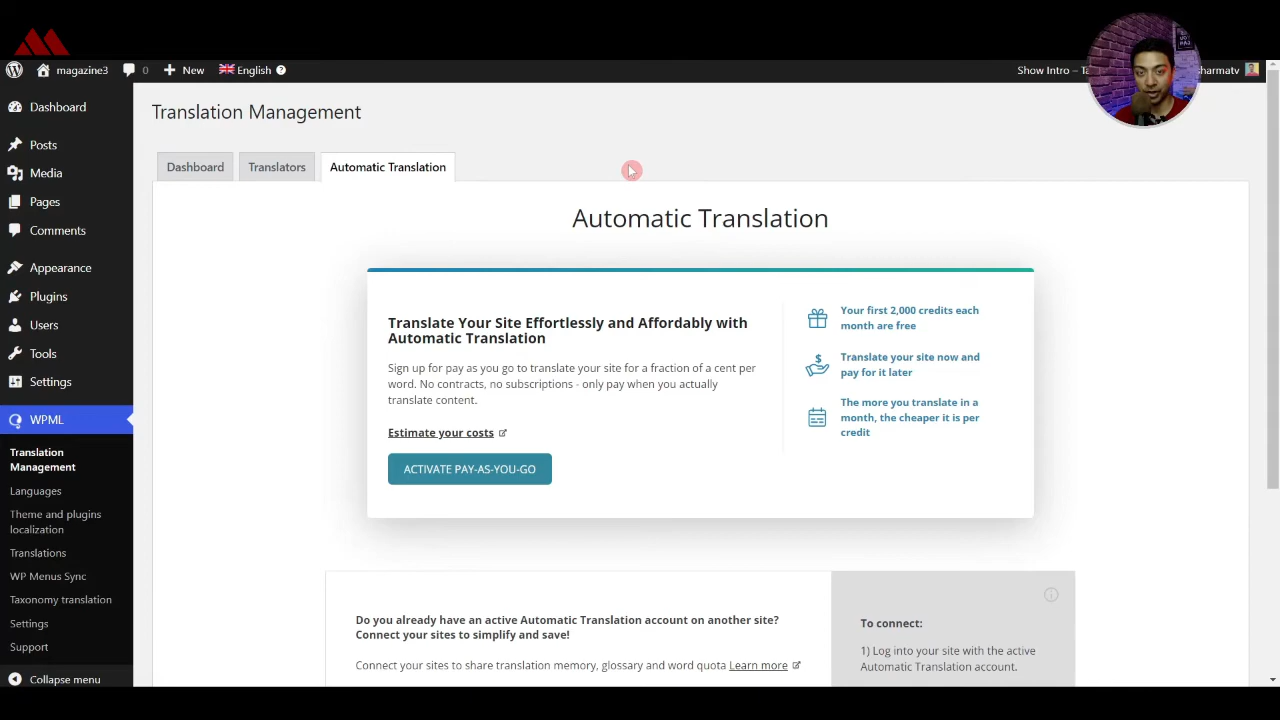 magazine3
0
New
English
Show Intro – Ta
sharmatv
Dashboard
Posts
Media
Pages
Comments
Appearance
Plugins
Users
Tools
Settings
WPML
Translation
Management
Languages
Theme and plugins
localization
Translations
WP Menus Sync
Taxonomy translation
Settings
Support
Collapse menu
Translation Management
Dashboard
Translators
Automatic Translation
Automatic Translation
Translate Your Site Effortlessly and Affordably with
Automatic Translation
Sign up for pay as you go to translate your site for a fraction of a cent per
word. No contracts, no subscriptions - only pay when you actually
translate content.
Estimate your costs
ACTIVATE PAY-AS-YOU-GO
Your first 2,000 credits each
month are free
Translate your site now and
pay for it later
The more you translate in a
month, the cheaper it is per
credit
Do you already have an active Automatic Translation account on another site?
Connect your sites to simplify and save!
Connect your sites to share translation memory, glossary and word quota Learn more
To connect:
1) Log into your site with the active
Automatic Translation account.